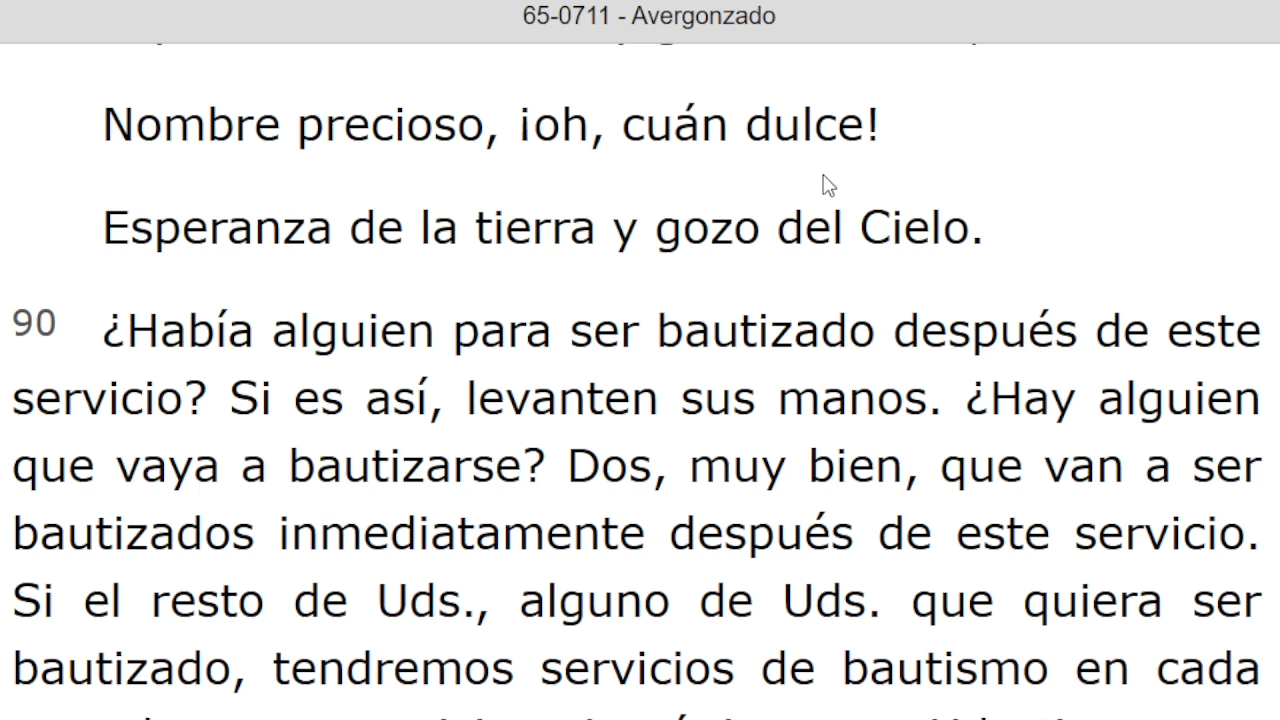 65-0711 - Avergonzado
Nombre precioso, ¡oh, cuán dulce!
Esperanza de la tierra y gozo del Cielo.
90 ¿Había alguien para ser bautizado después de este
servicio? Si es así, levanten sus manos. ¿Hay alguien
que vaya a bautizarse? Dos, muy bien, que van a ser
bautizados inmediatamente después de este servicio.
Si el resto de Uds., alguno de Uds. que quiera ser
bautizado, tendremos servicios de bautismo en cada